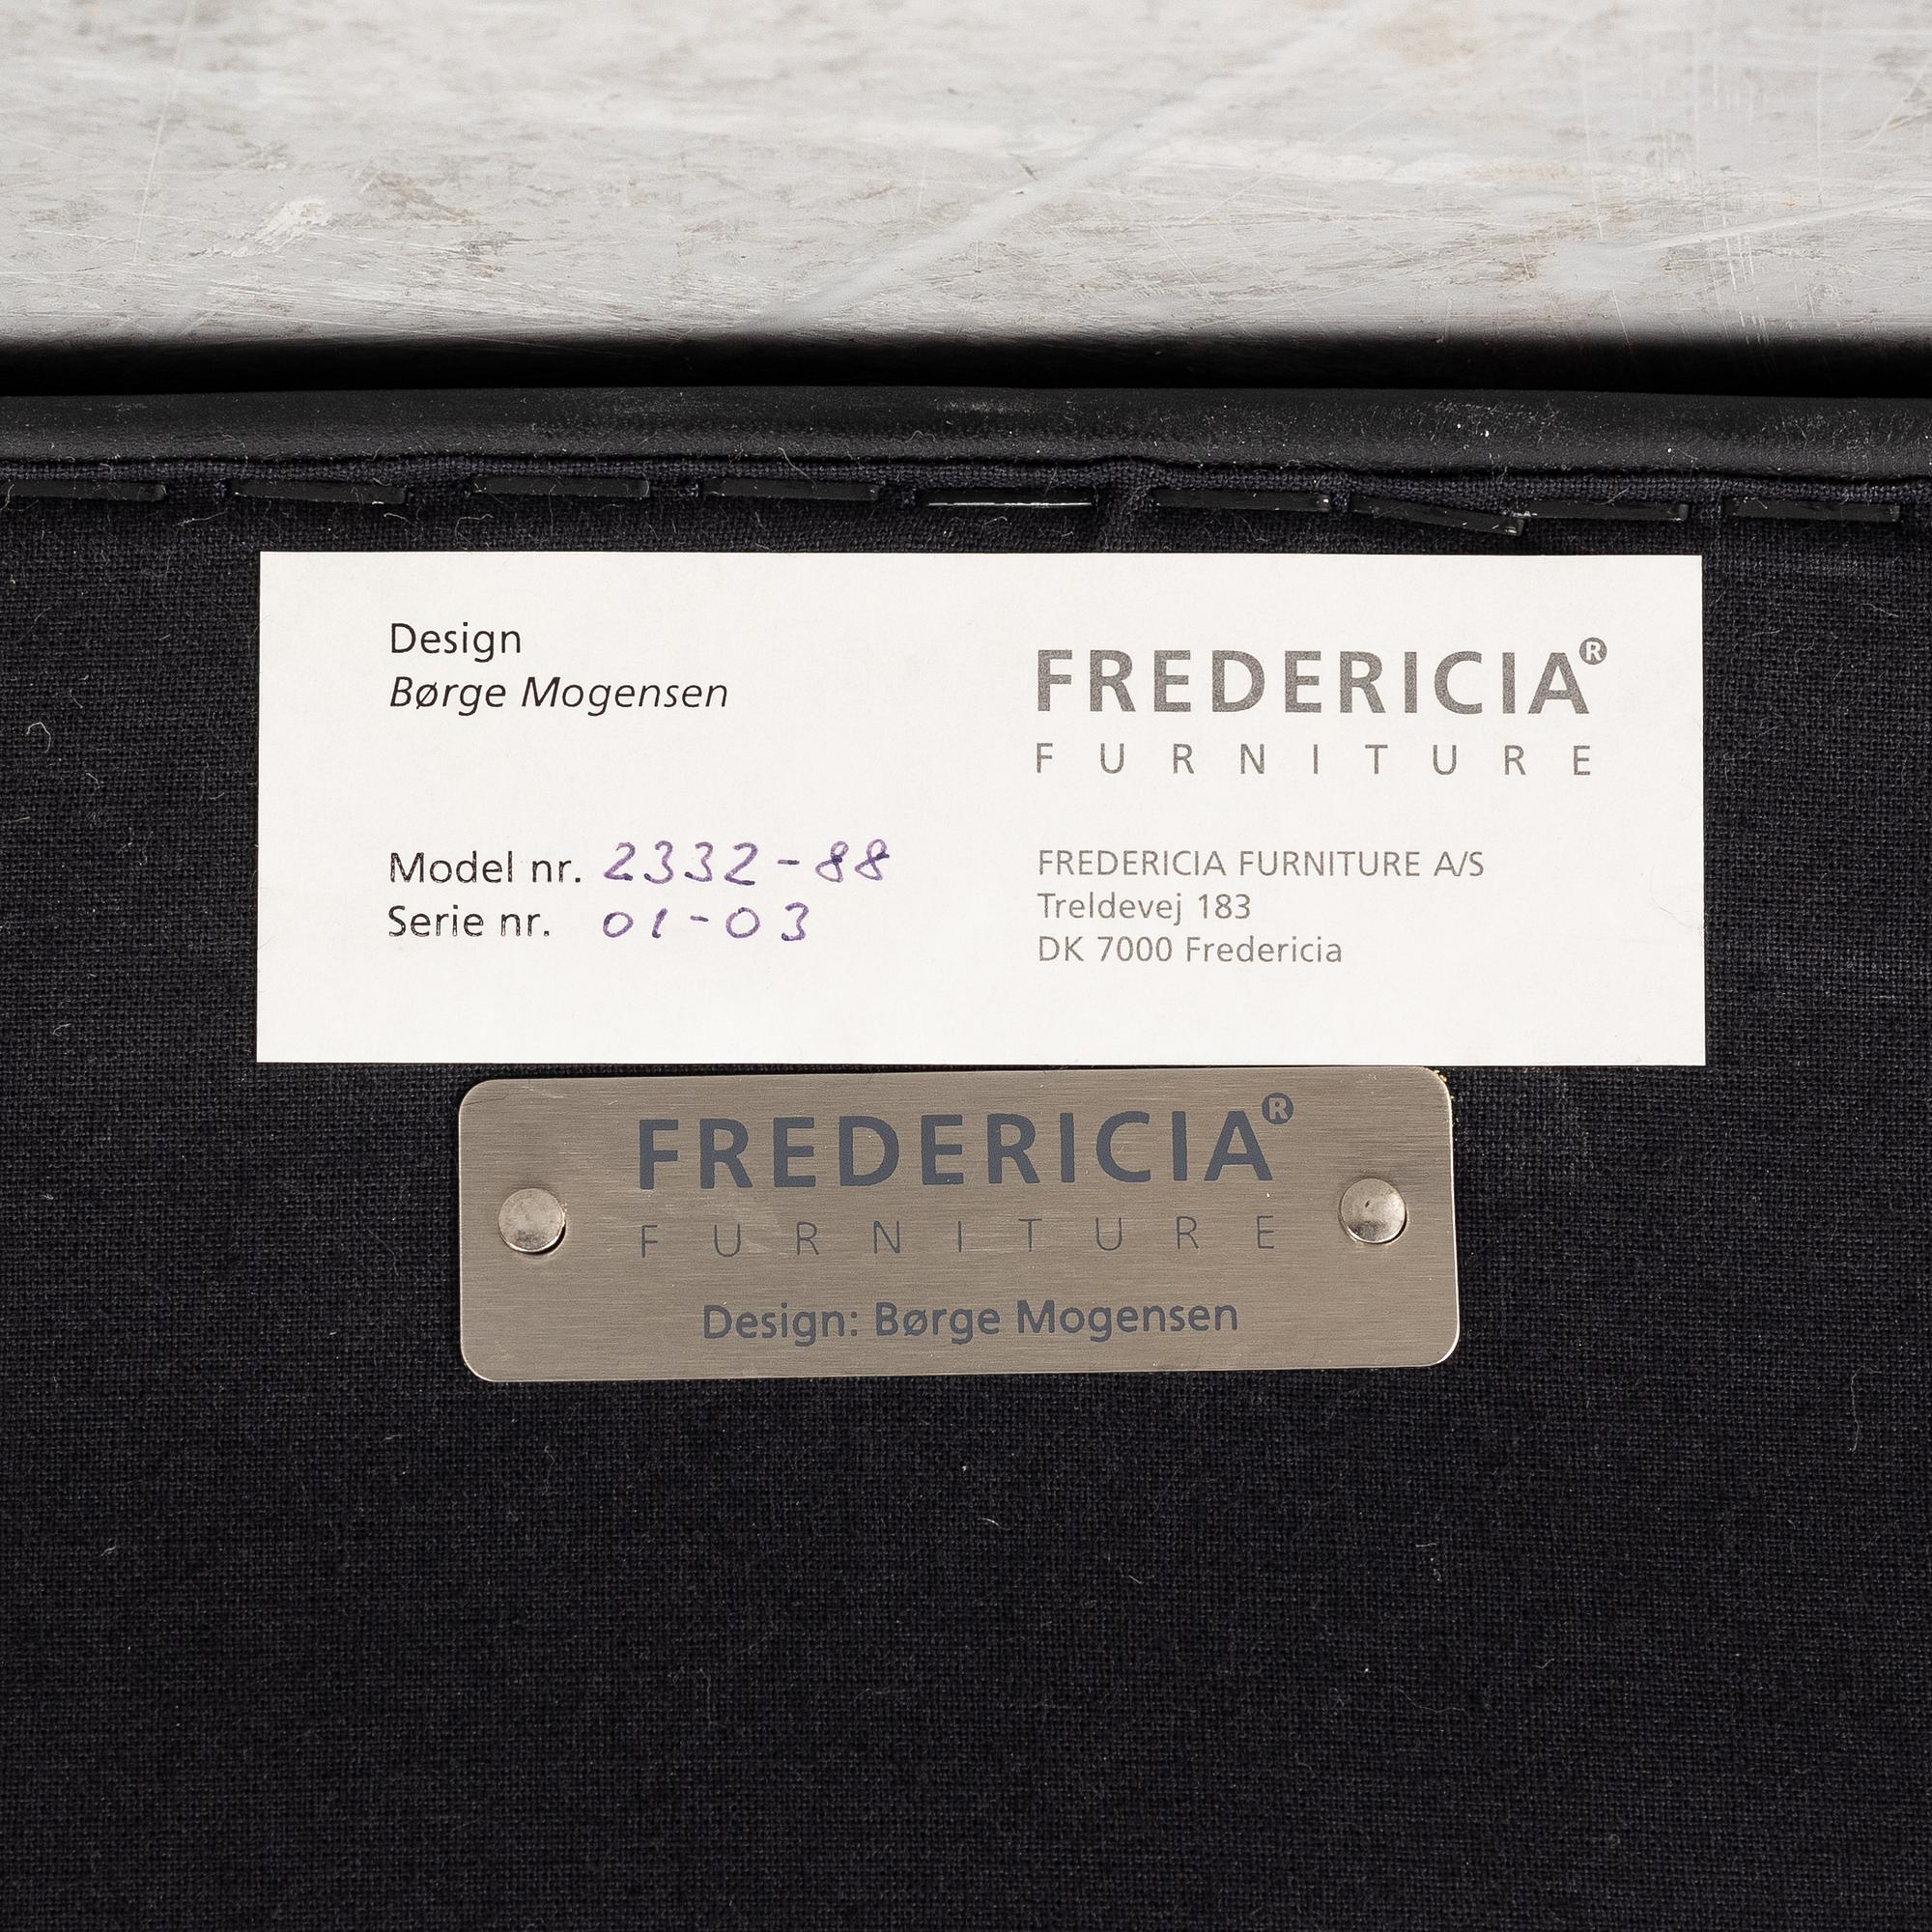 Design
Børge Mogensen
Model nr. 2332-88
Serie nr. 01-03
FREDERICIA®
FURNITURE
FREDERICIA FURNITURE A/S
Treldevej 183
DK 7000 Fredericia
FREDERICIA®
FURNITURE
Design: Børge Mogensen